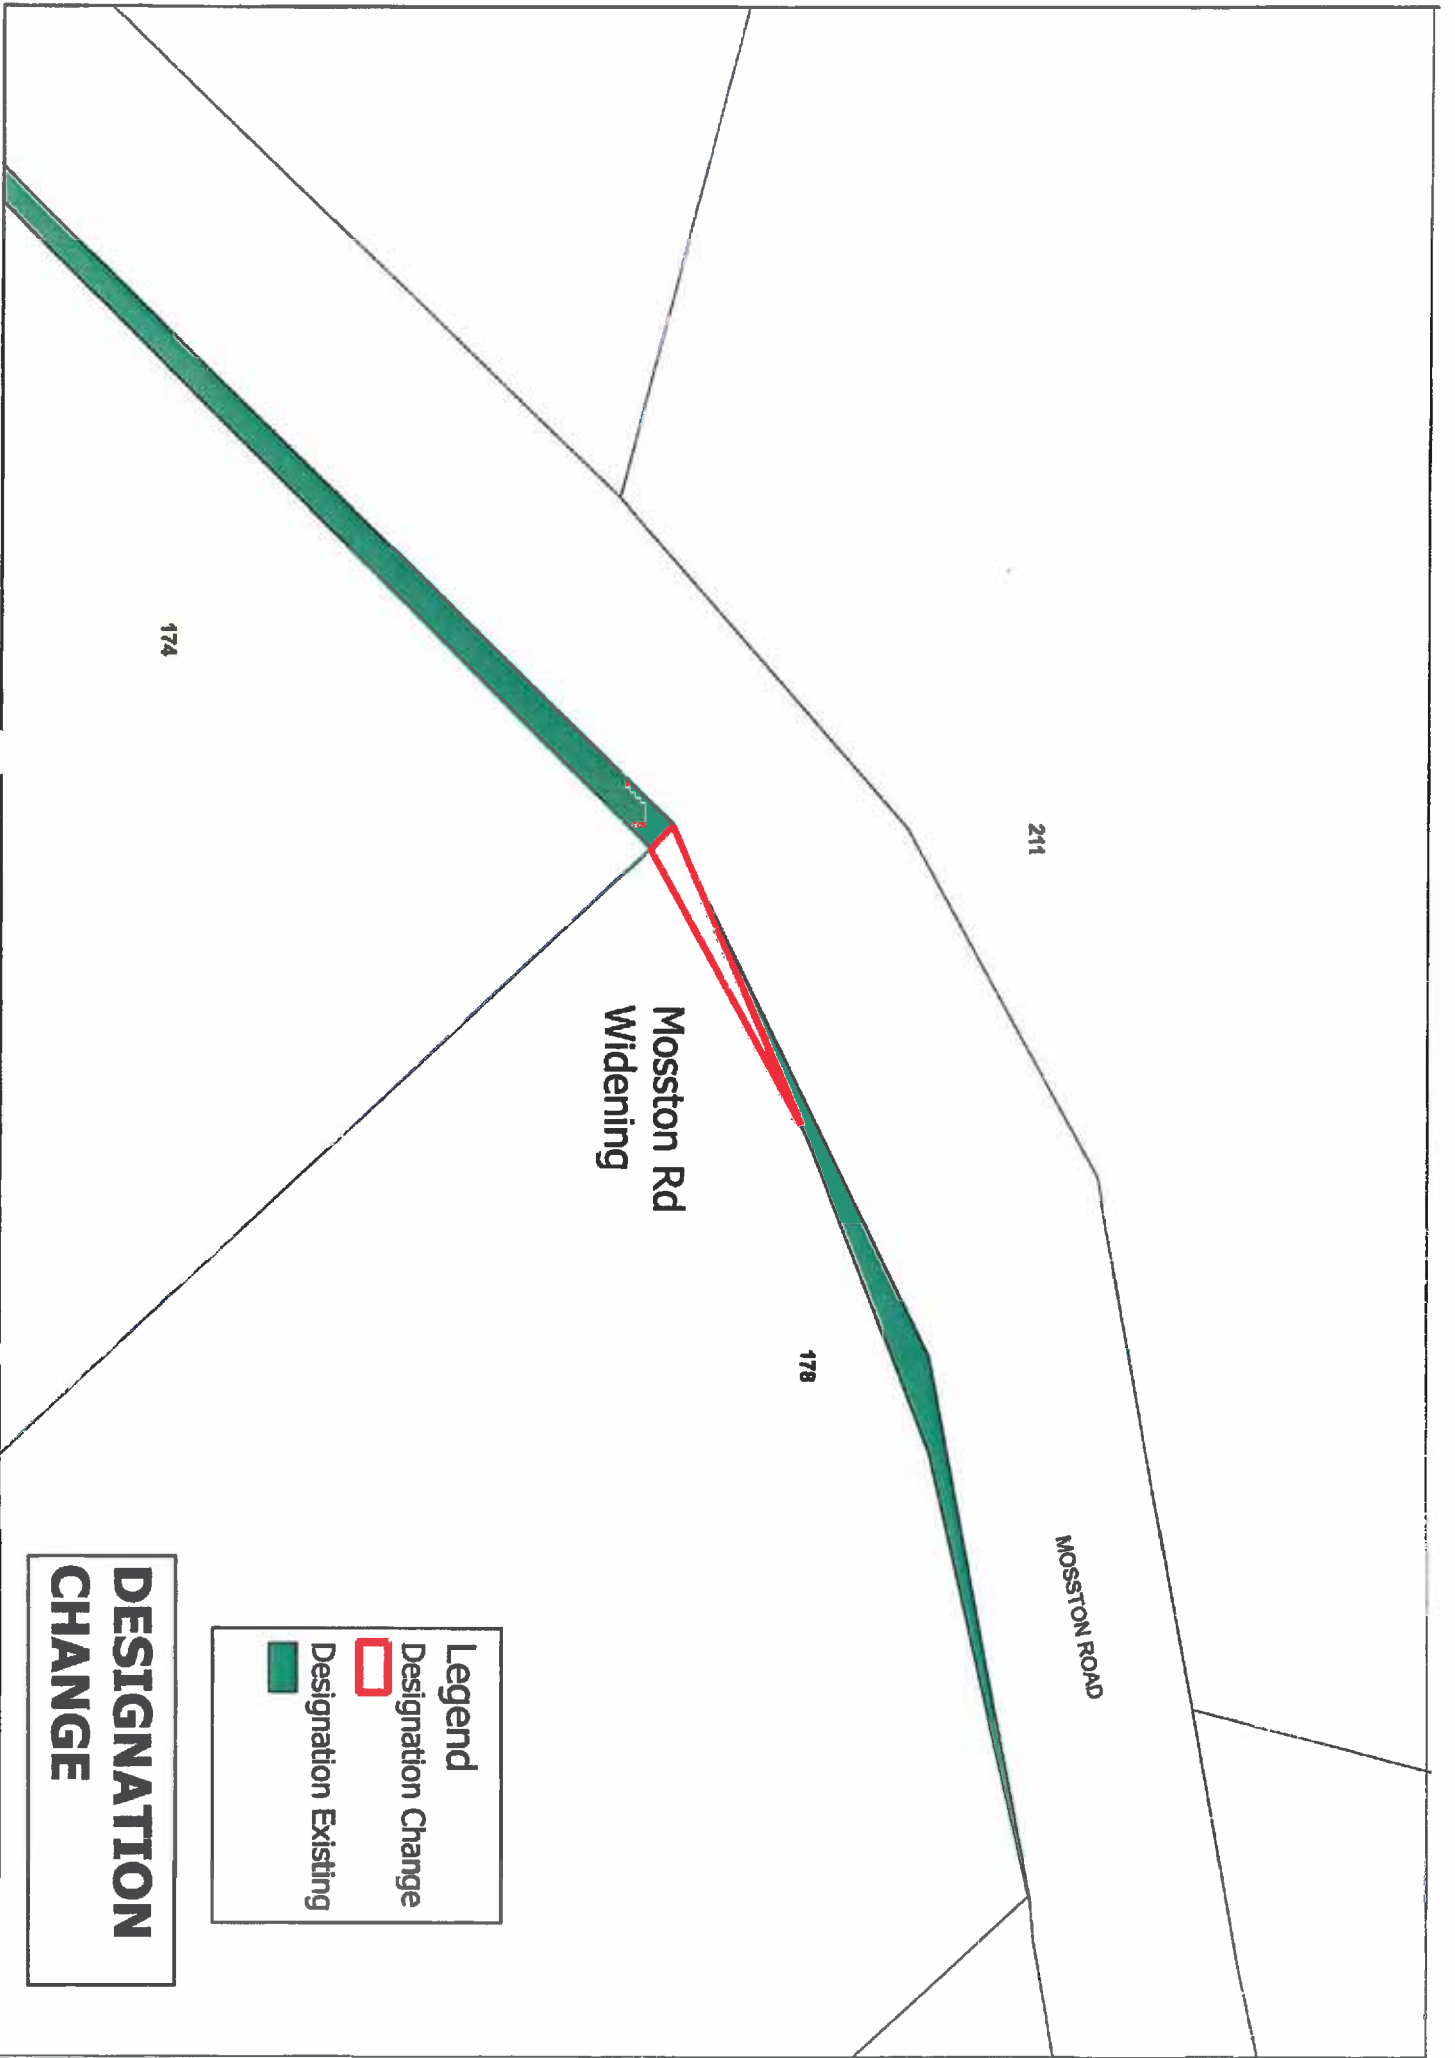 211
MOSSTON ROAD
Mosston Rd
Widening
178
174
Legend
Designation Change
Designation Existing
DESIGNATION
CHANGE